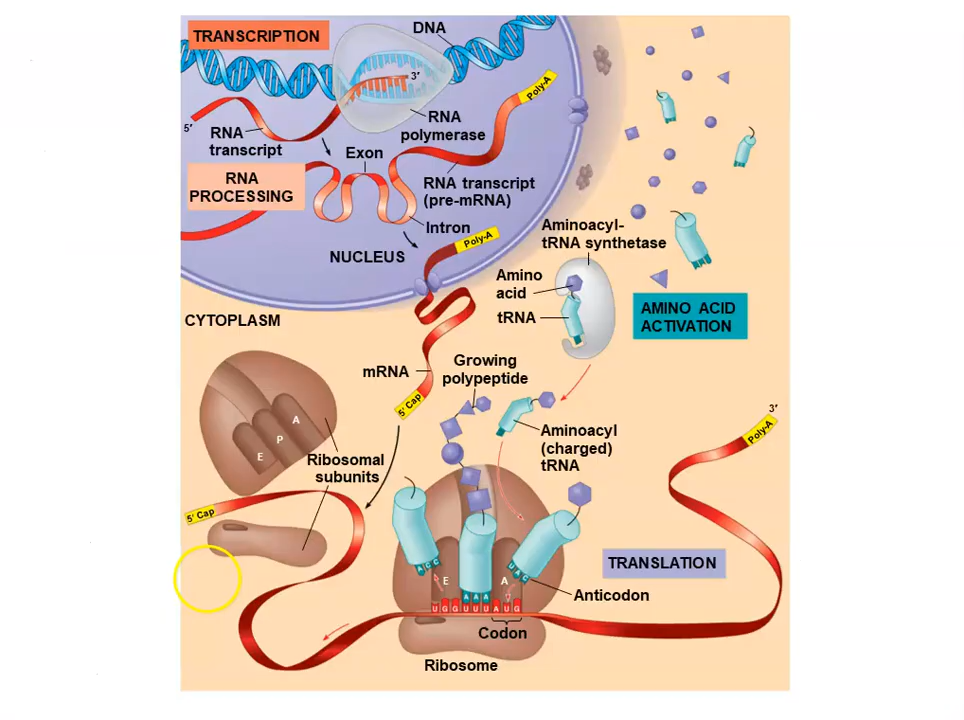 TRANSCRIPTION
DNA
3′
5′
RNA
transcript
RNA
polymerase
Poly-A
Exon
RNA
PROCESSING
RNA transcript
(pre-mRNA)
Intron
NUCLEUS
Poly-A
Aminoacyl-
tRNA synthetase
Amino
acid
tRNA
AMINO ACID
ACTIVATION
CYTOPLASM
mRNA
Growing
polypeptide
5′ Cap
3′
Poly-A
Aminoacyl
(charged)
tRNA
A
P
E
Ribosomal
subunits
5′ Cap
TRANSLATION
A C C
E
A
U A C
Anticodon
A A A
U G G U U U A U G
Codon
Ribosome